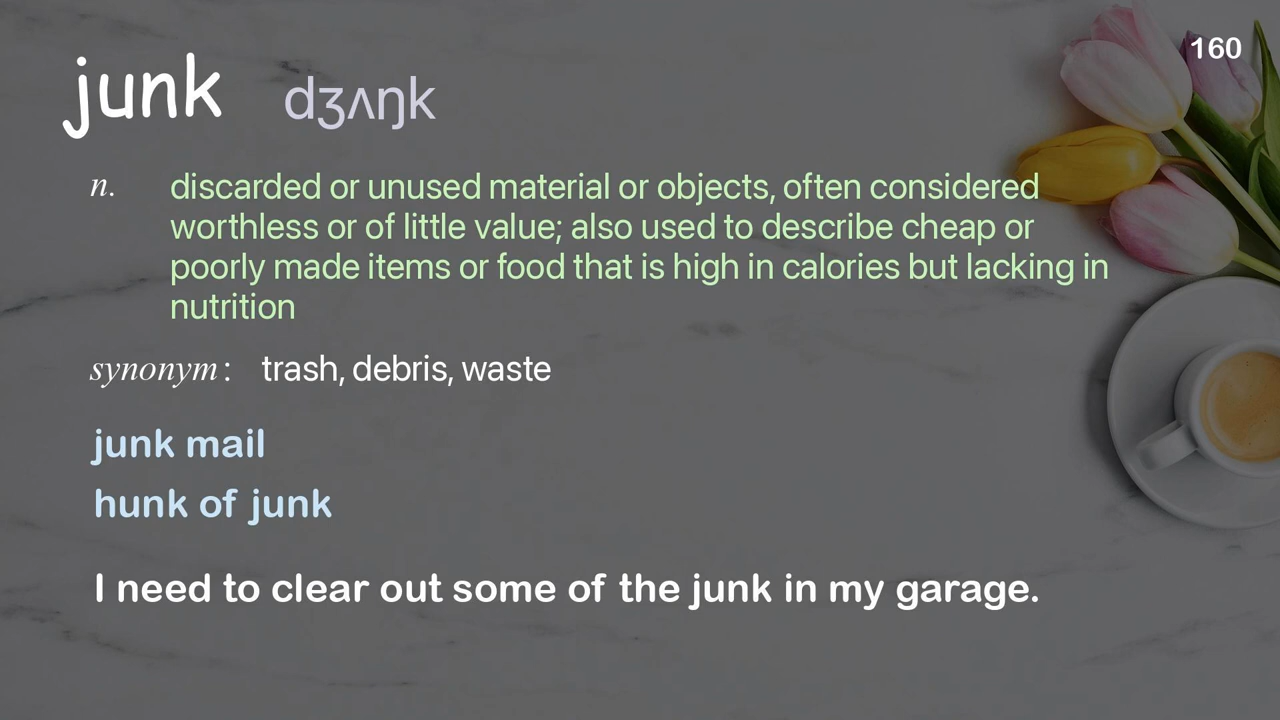 160
junk dʒʌŋk
n. discarded or unused material or objects, often considered
worthless or of little value; also used to describe cheap or
poorly made items or food that is high in calories but lacking in
nutrition
synonym: trash, debris, waste
junk mail
hunk of junk
I need to clear out some of the junk in my garage.